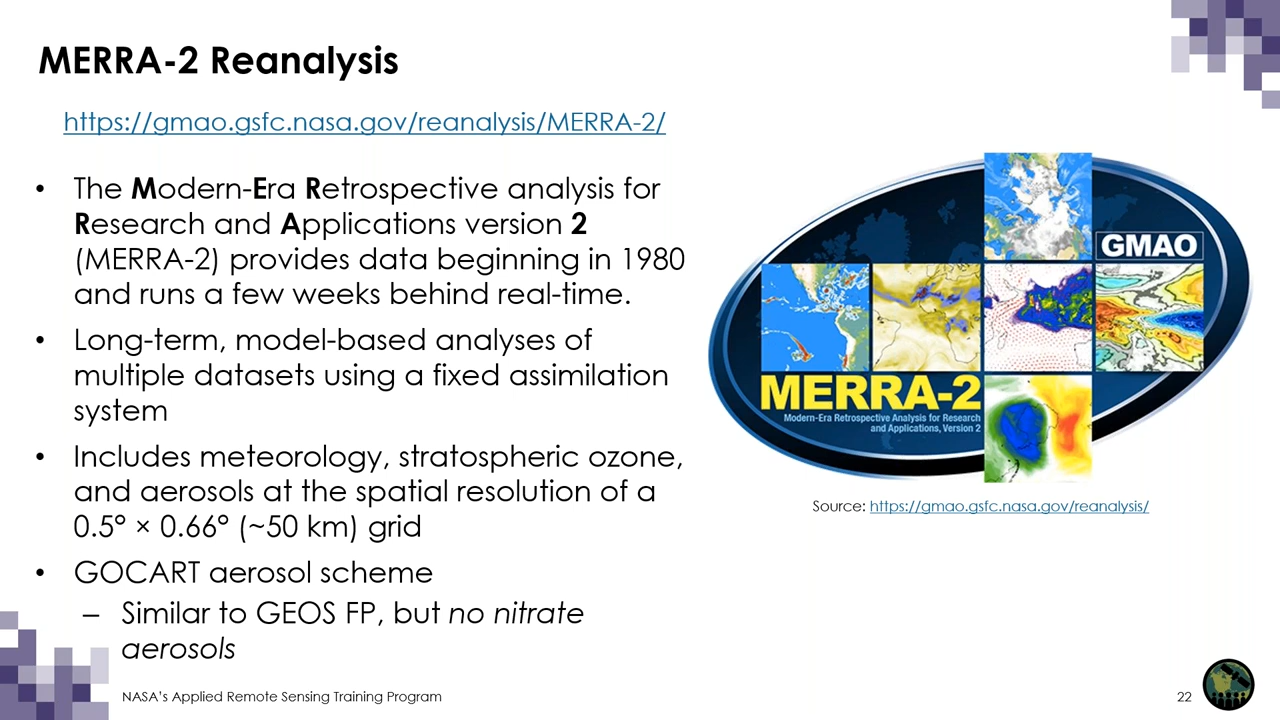 MERRA-2 Reanalysis
https://gmao.gsfc.nasa.gov/reanalysis/MERRA-2/
• The Modern-Era Retrospective analysis for
Research and Applications version 2
(MERRA-2) provides data beginning in 1980
and runs a few weeks behind real-time.
• Long-term, model-based analyses of
multiple datasets using a fixed assimilation
system
• Includes meteorology, stratospheric ozone,
and aerosols at the spatial resolution of a
0.5° × 0.66° (~50 km) grid
• GOCART aerosol scheme
– Similar to GEOS FP, but no nitrate
aerosols
GMAO
MERRA-2
Modern-Era Retrospective Analysis for Research
and Applications, Version 2
Source: https://gmao.gsfc.nasa.gov/reanalysis/
NASA's Applied Remote Sensing Training Program
22